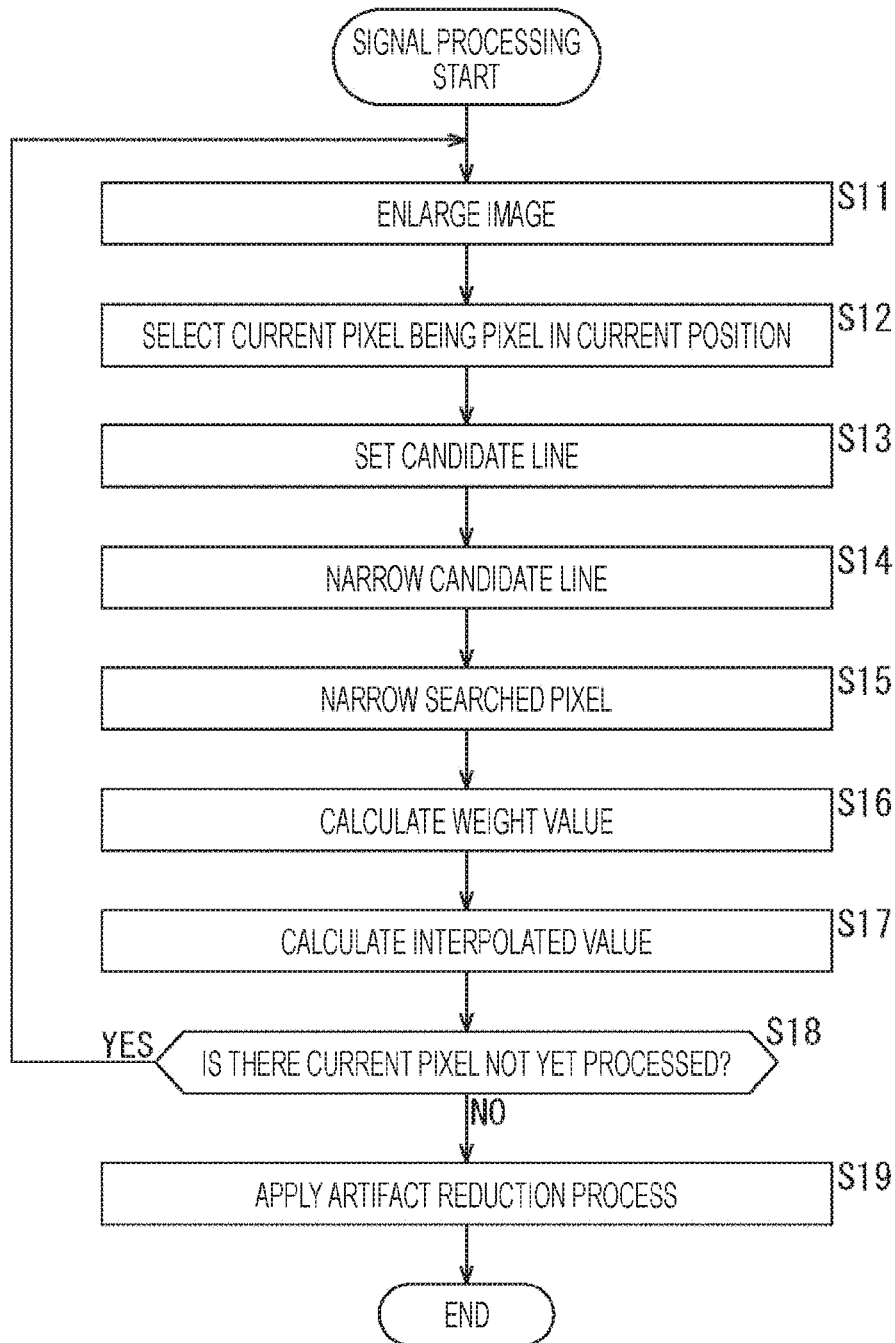 SIGNAL PROCESSING
START
S11
ENLARGE IMAGE
S12
SELECT CURRENT PIXEL BEING PIXEL IN CURRENT POSITION
S13
SET CANDIDATE LINE
S14
NARROW CANDIDATE LINE
S15
NARROW SEARCHED PIXEL
S16
CALCULATE WEIGHT VALUE
S17
CALCULATE INTERPOLATED VALUE
S18
YES
IS THERE CURRENT PIXEL NOT YET PROCESSED?
NO
S19
APPLY ARTIFACT REDUCTION PROCESS
END